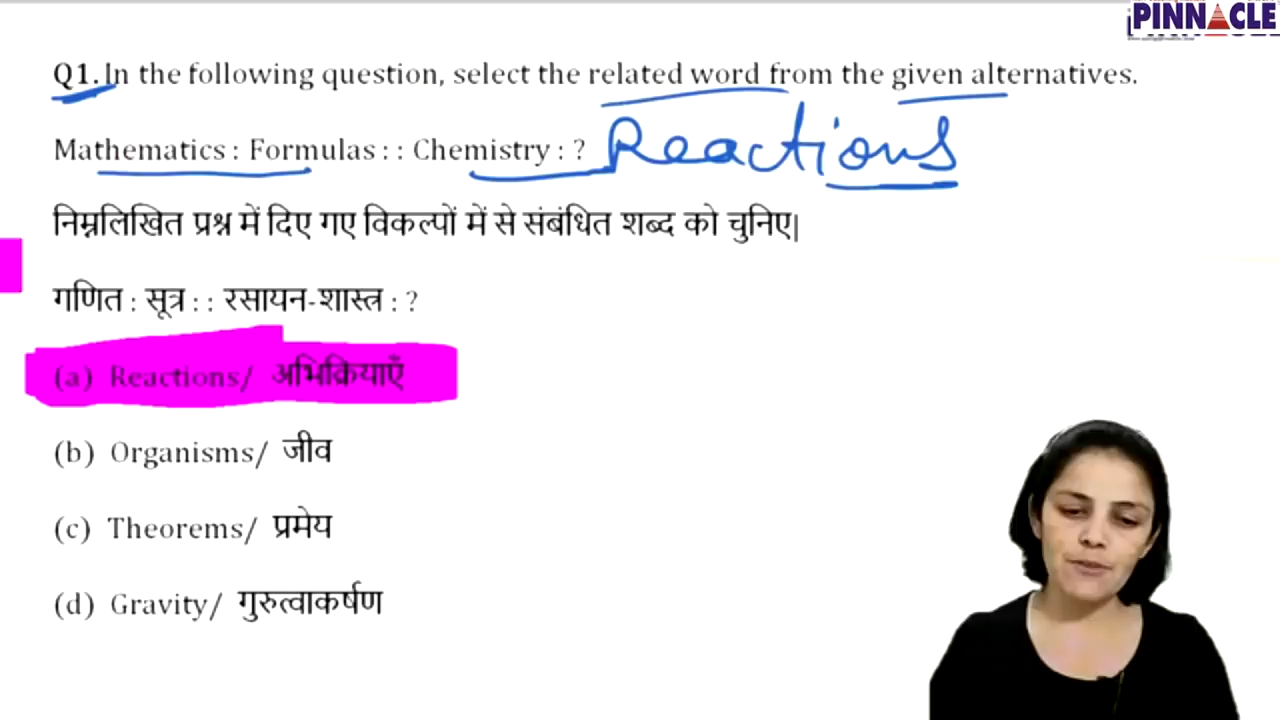 PINNACLE
Q1. In the following question, select the related word from the given alternatives.
Mathematics : Formulas : : Chemistry : ? Reactions
निम्नलिखित प्रश्न में दिए गए विकल्पों में से संबंधित शब्द को चुनिए|
गणित : सूत्र : : रसायन-शास्त्र : ?
(a) Reactions/ अभिक्रियाएँ
(b) Organisms/ जीव
(c) Theorems/ प्रमेय
(d) Gravity/ गुरुत्वाकर्षण